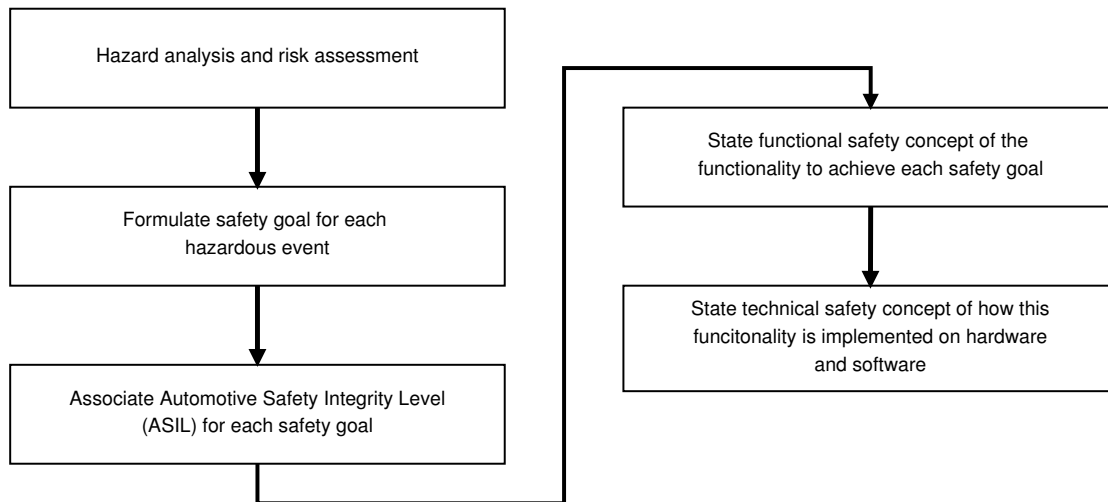 Hazard analysis and risk assessment
Formulate safety goal for each
hazardous event
Associate Automotive Safety Integrity Level
(ASIL) for each safety goal
State functional safety concept of the
functionality to achieve each safety goal
State technical safety concept of how this
funcitonality is implemented on hardware
and software